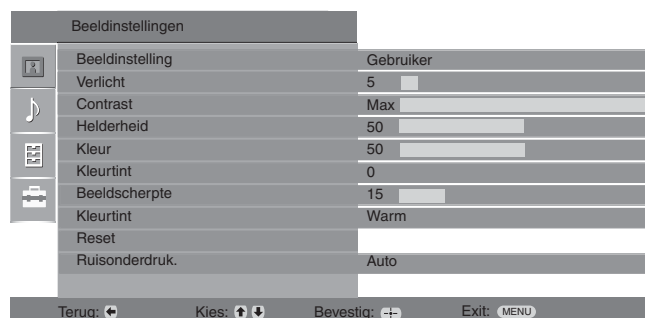 Beeldinstellingen
Beeldinstelling Gebruiker
Verlicht 5
Contrast Max
Helderheid 50
Kleur 50
Kleurtint 0
Beeldscherpte 15
Kleurtint Warm
Reset
Ruisonderdruk. Auto
Terug: Kies: Bevestig: Exit: MENU